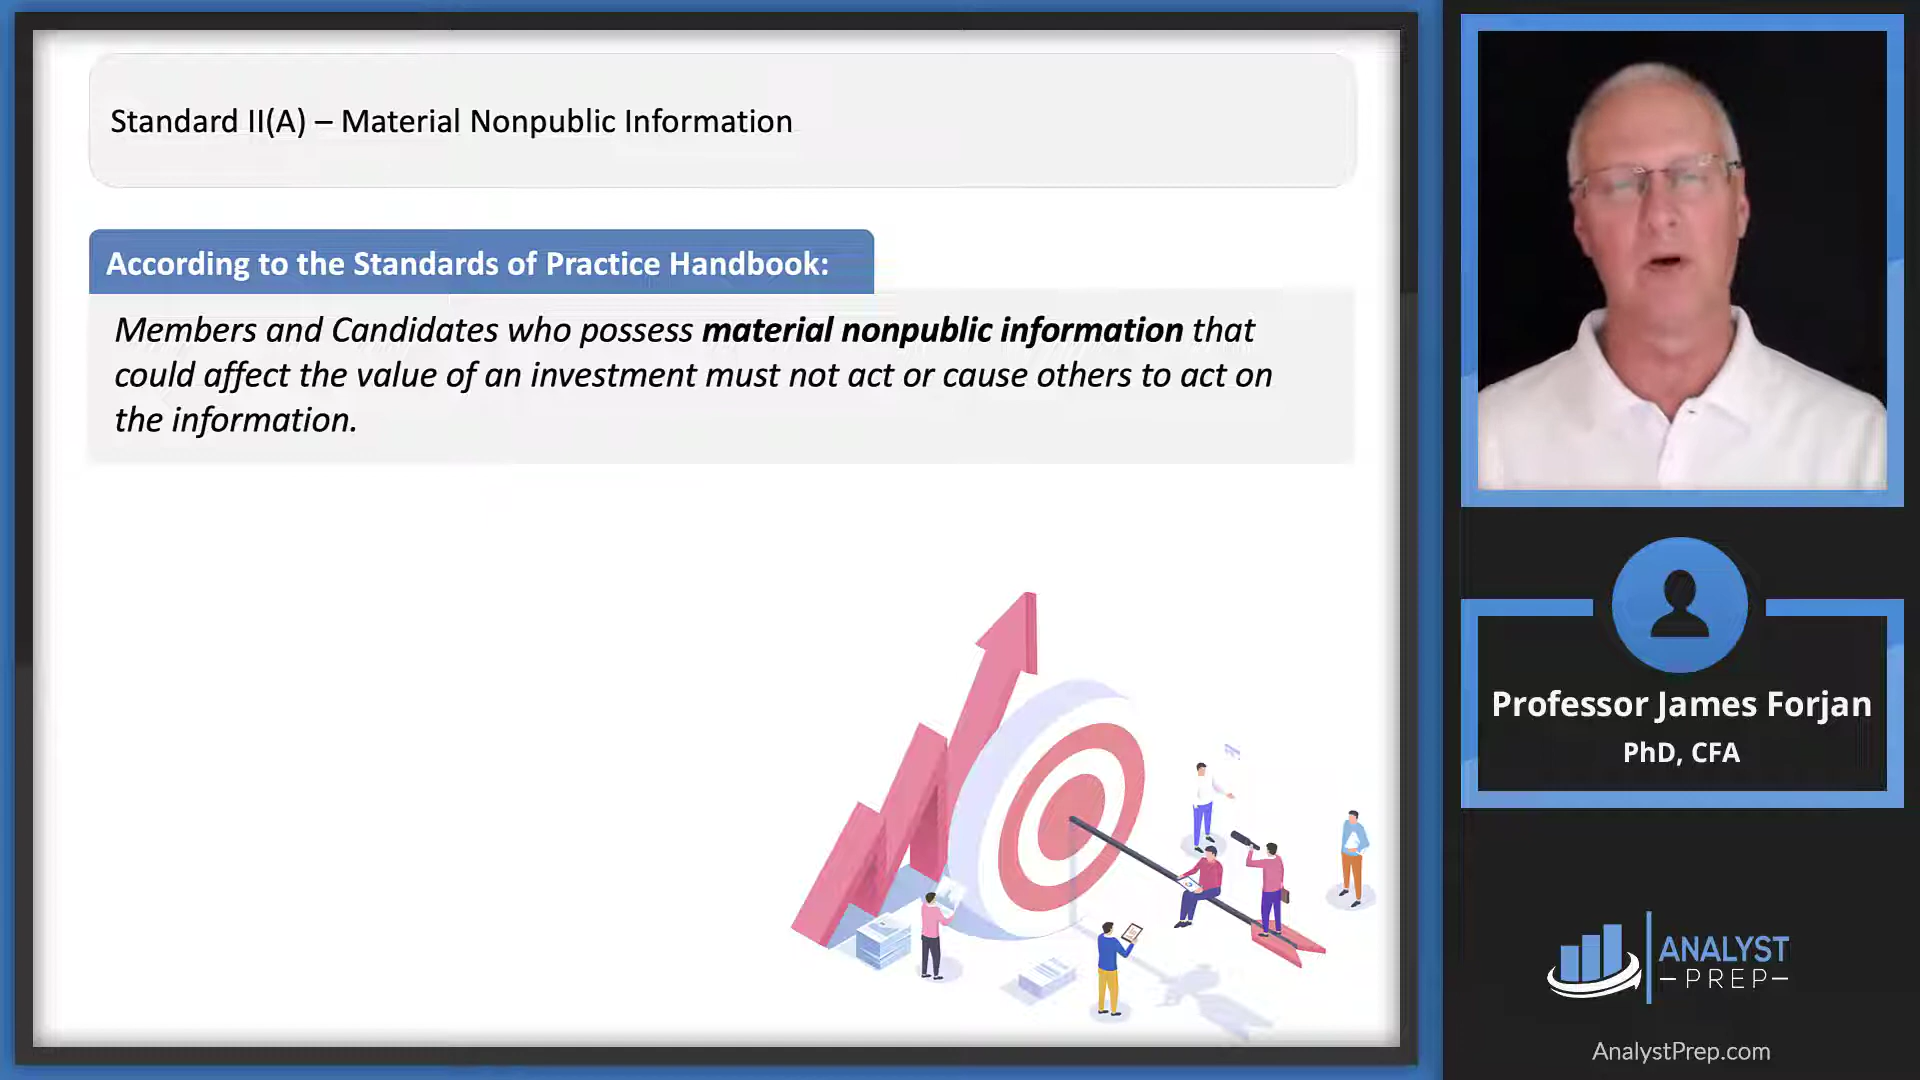 Standard II(A) – Material Nonpublic Information
According to the Standards of Practice Handbook:
Members and Candidates who possess material nonpublic information that
could affect the value of an investment must not act or cause others to act on
the information.
Professor James Forjan
PhD, CFA
ANALYST
PREP
AnalystPrep.com